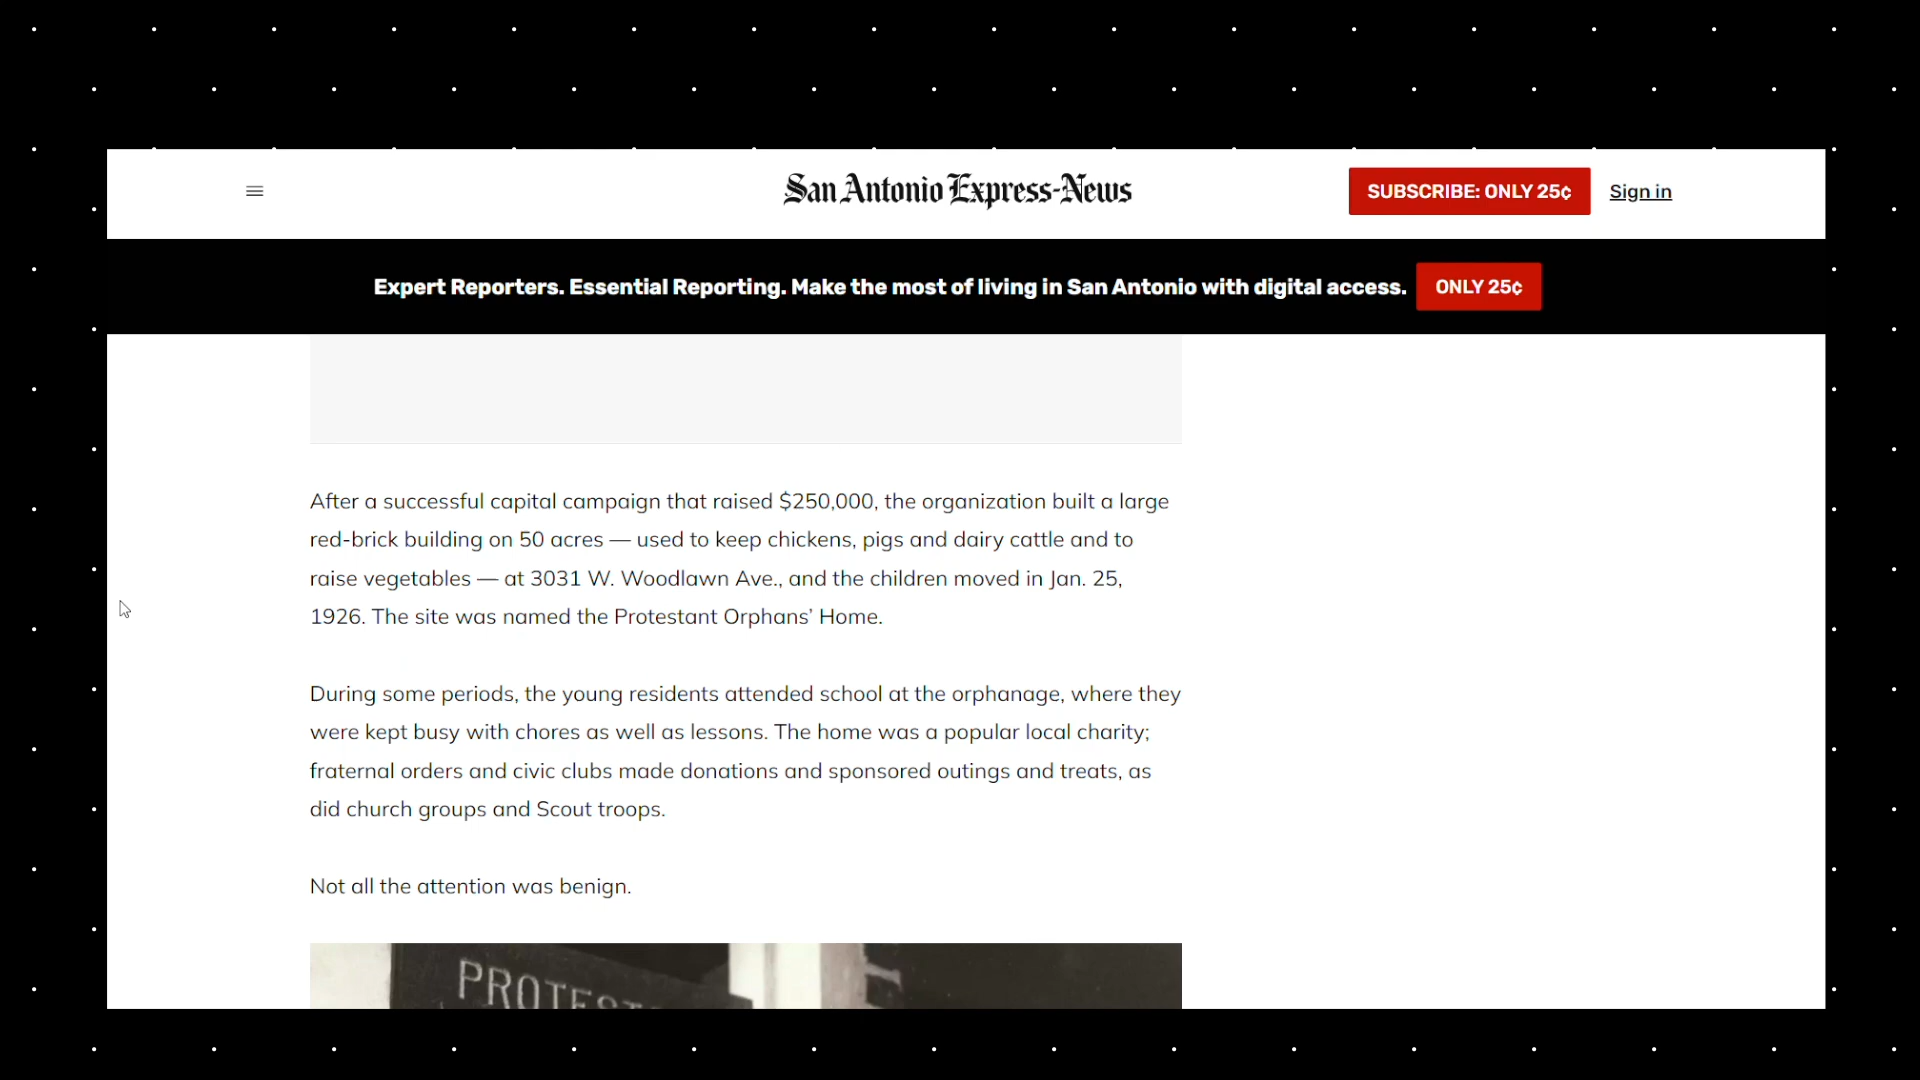 San Antonio Express-News
SUBSCRIBE: ONLY 25¢
Sign in
Expert Reporters. Essential Reporting. Make the most of living in San Antonio with digital access.
ONLY 25¢
After a successful capital campaign that raised $250,000, the organization built a large
red-brick building on 50 acres — used to keep chickens, pigs and dairy cattle and to
raise vegetables — at 3031 W. Woodlawn Ave., and the children moved in Jan. 25,
1926. The site was named the Protestant Orphans’ Home.
During some periods, the young residents attended school at the orphanage, where they
were kept busy with chores as well as lessons. The home was a popular local charity;
fraternal orders and civic clubs made donations and sponsored outings and treats, as
did church groups and Scout troops.
Not all the attention was benign.